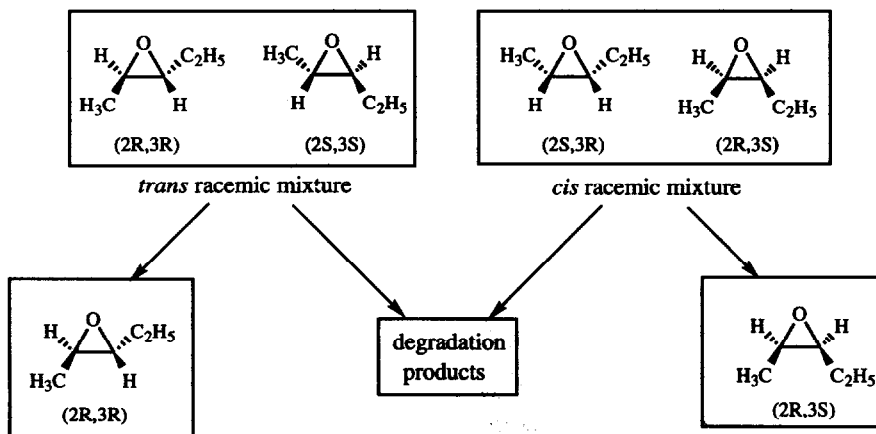 O
H
C₂H₅
H₃C
H
(2R,3R)
O
H₃C
H
H
C₂H₅
(2S,3S)
O
H₃C
C₂H₅
H
H
(2S,3R)
O
H
H
H₃C
C₂H₅
(2R,3S)
trans racemic mixture
cis racemic mixture
O
H
C₂H₅
H₃C
H
(2R,3R)
degradation
products
O
H
H
H₃C
C₂H₅
(2R,3S)